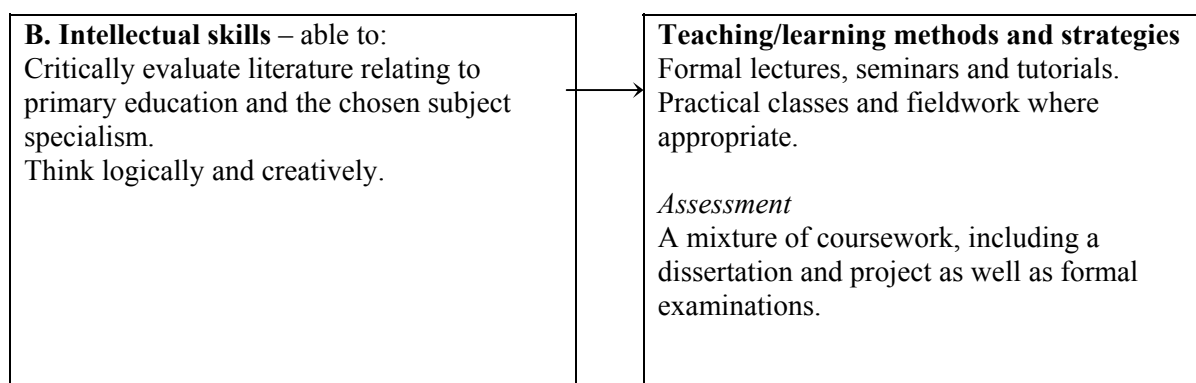 B. Intellectual skills – able to:
Critically evaluate literature relating to
primary education and the chosen subject
specialism.
Think logically and creatively.
Teaching/learning methods and strategies
Formal lectures, seminars and tutorials.
Practical classes and fieldwork where
appropriate.
Assessment
A mixture of coursework, including a
dissertation and project as well as formal
examinations.